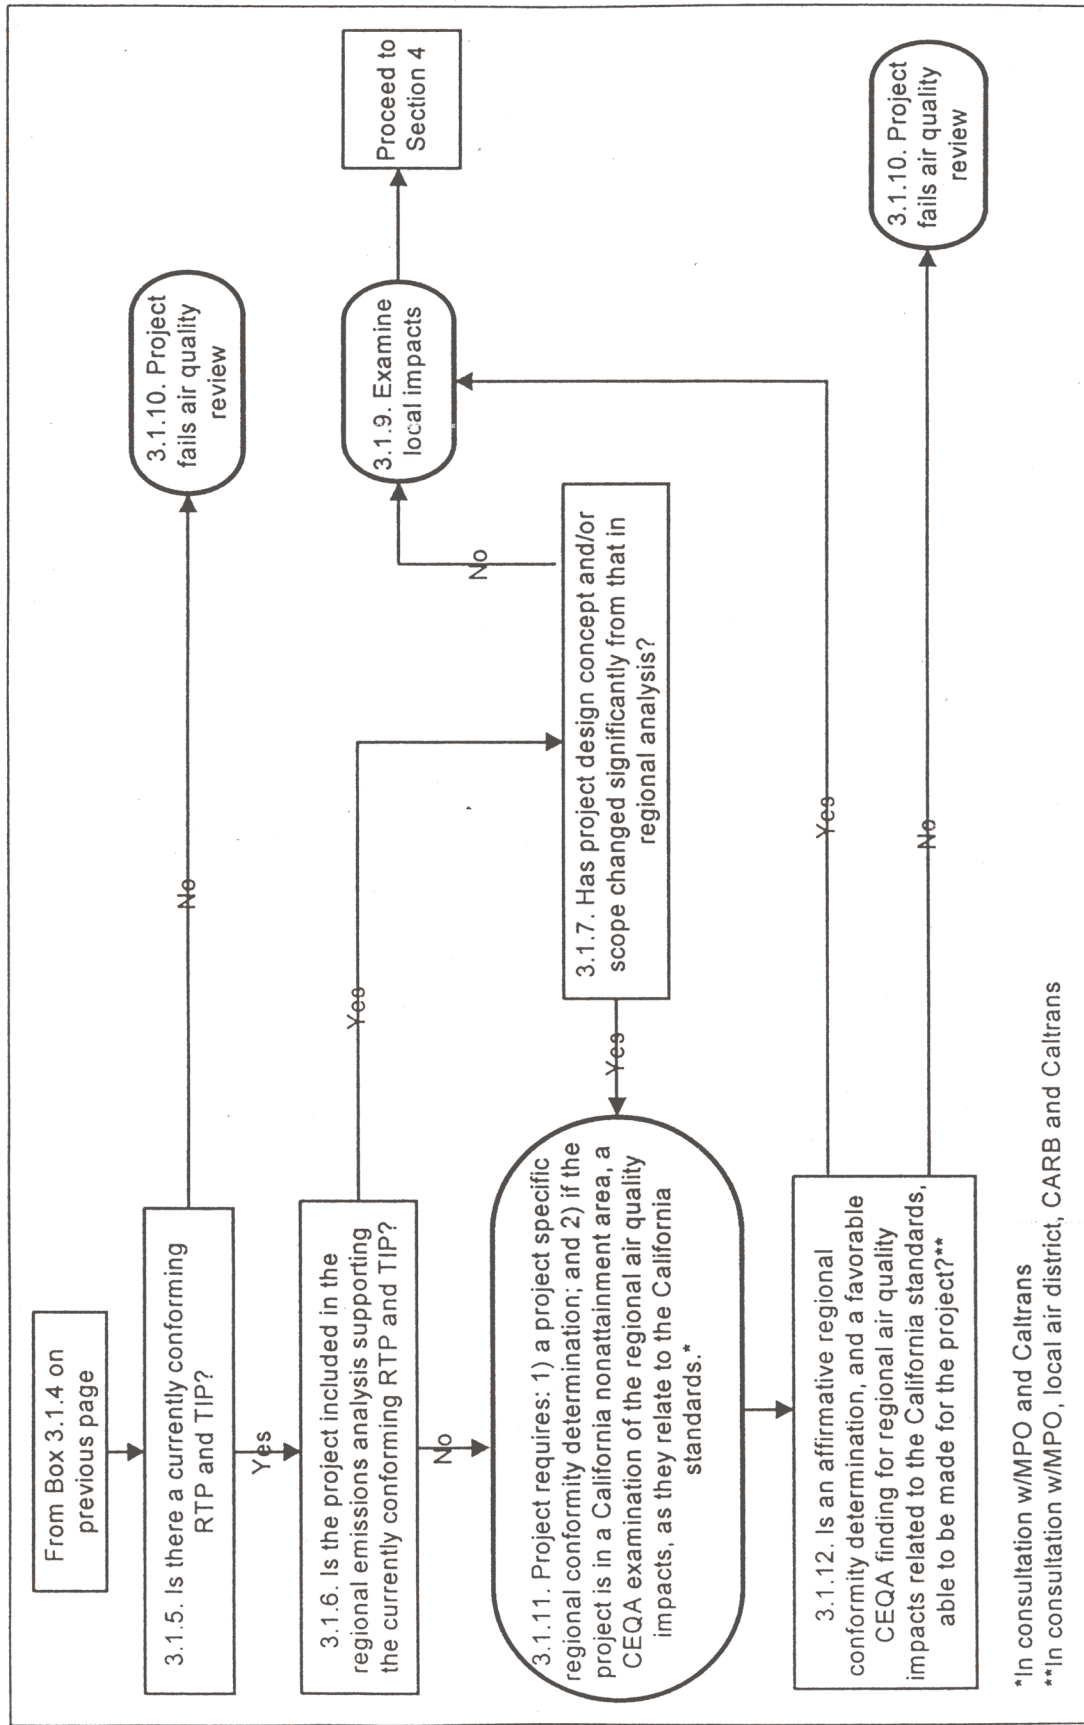 From Box 3.1.4 on
previous page
3.1.5. Is there a currently conforming
RTP and TIP?
No
3.1.10. Project
fails air quality
review
Yes
3.1.6. Is the project included in the
regional emissions analysis supporting
the currently conforming RTP and TIP?
Yes
No
3.1.7. Has project design concept and/or
scope changed significantly from that in
regional analysis?
No
3.1.9. Examine
local impacts
Proceed to
Section 4
Yes
3.1.11. Project requires: 1) a project specific
regional conformity determination; and 2) if the
project is in a California nonattainment area, a
CEQA examination of the regional air quality
impacts, as they relate to the California
standards.*
3.1.12. Is an affirmative regional
conformity determination, and a favorable
CEQA finding for regional air quality
impacts related to the California standards,
able to be made for the project?**
Yes
No
3.1.10. Project
fails air quality
review
*In consultation w/MPO and Caltrans
**In consultation w/MPO, local air district, CARB and Caltrans